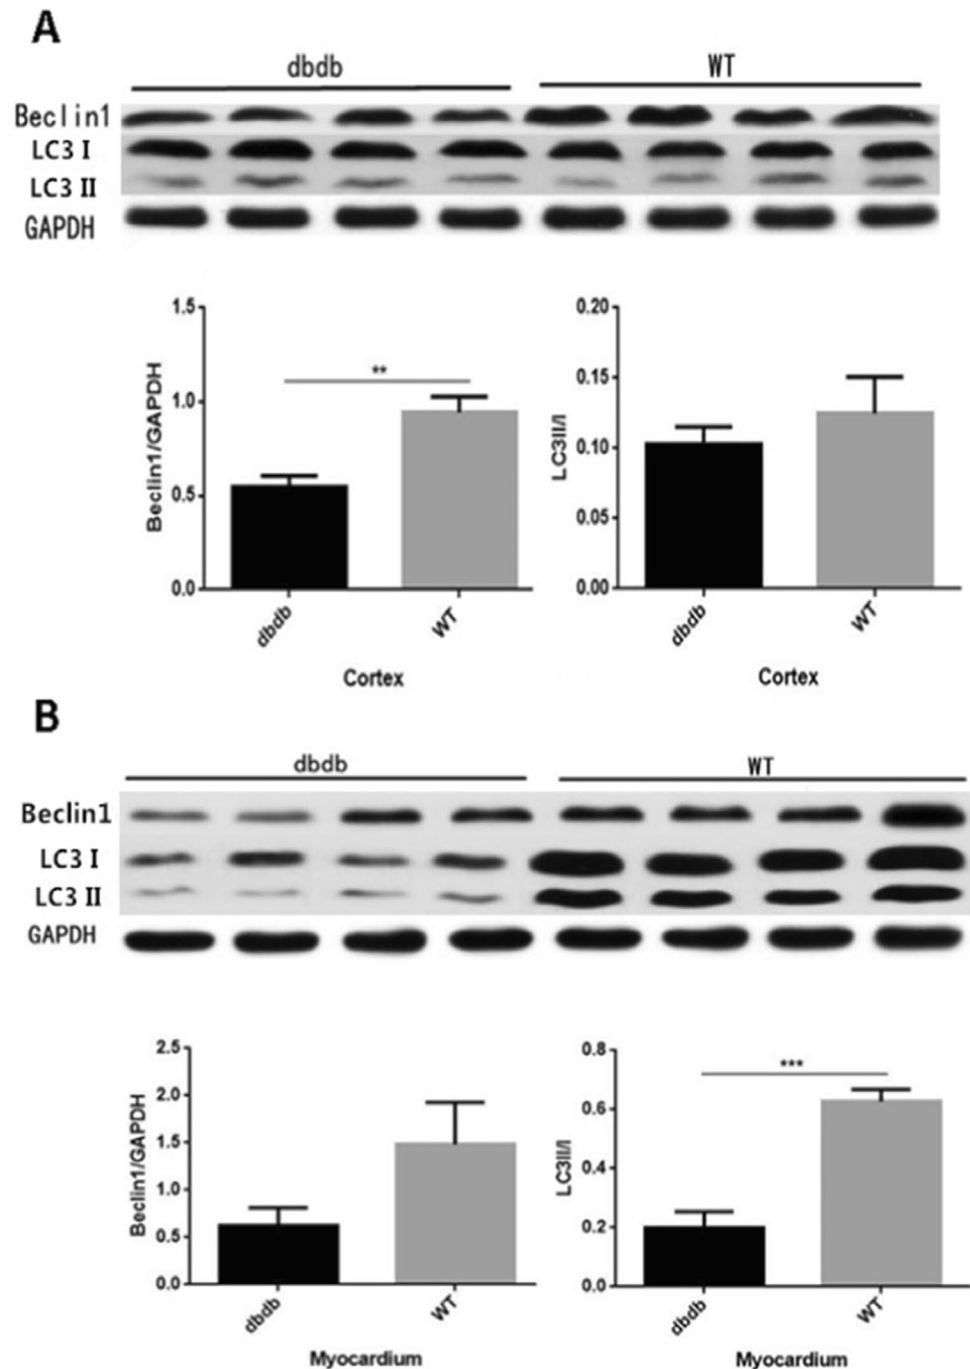 A
dbdb WT
Beclin1
LC3 I
LC3 II
GAPDH
1.5
1.0
0.5
0.0
Beclin1/GAPDH
**
dbdb WT
Cortex
0.20
0.15
0.10
0.05
0.00
LC3II/I
dbdb WT
Cortex
B
dbdb WT
Beclin1
LC3 I
LC3 II
GAPDH
2.5
2.0
1.5
1.0
0.5
0.0
Beclin1/GAPDH
dbdb WT
Myocardium
0.8
0.6
0.4
0.2
0.0
LC3II/I
***
dbdb WT
Myocardium